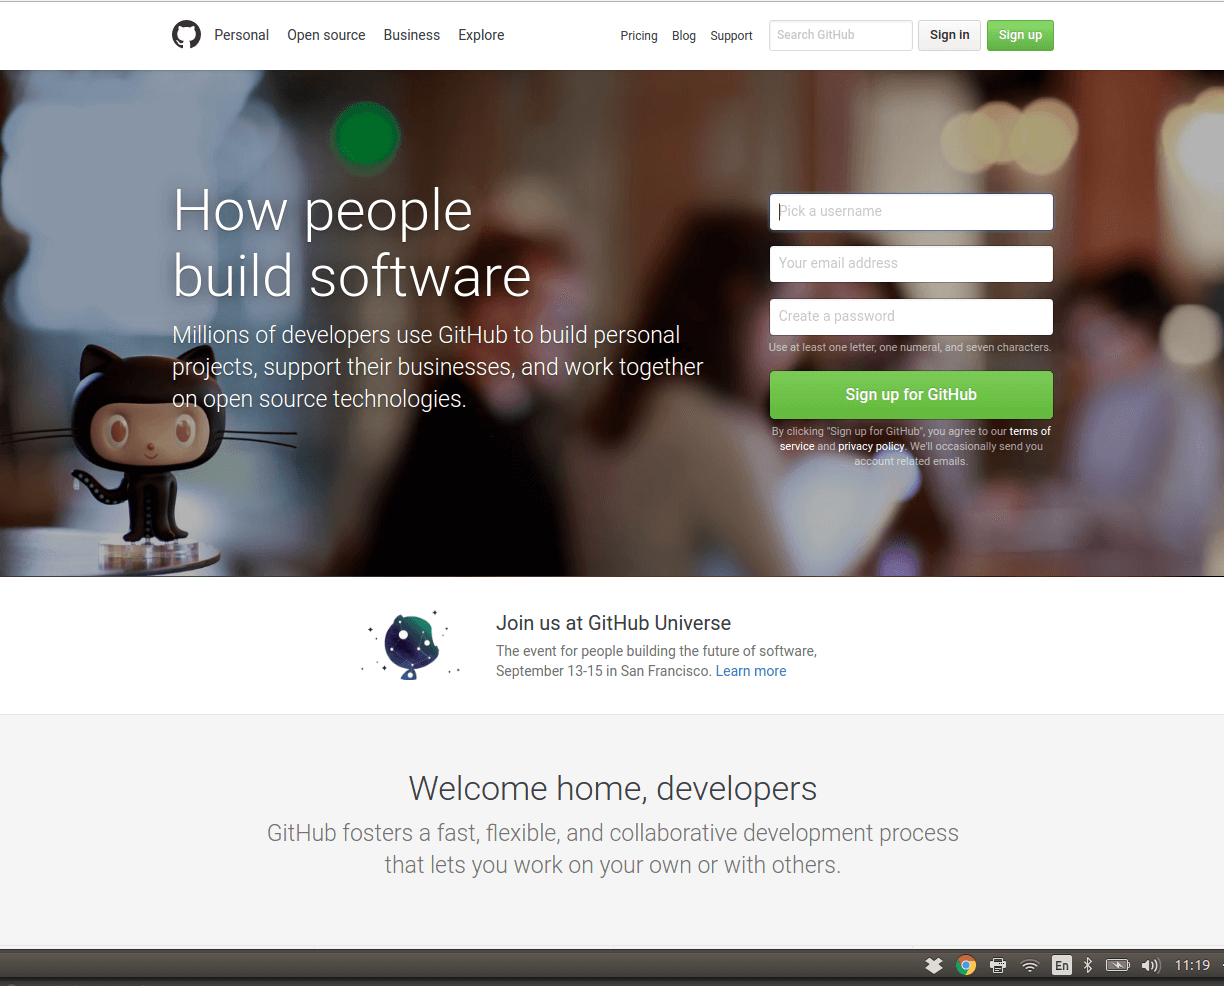 Personal Open source Business Explore Pricing Blog Support Search GitHub Sign in Sign up
How people
build software
Millions of developers use GitHub to build personal
projects, support their businesses, and work together
on open source technologies.
Pick a username
Your email address
Create a password
Use at least one letter, one numeral, and seven characters.
Sign up for GitHub
By clicking "Sign up for GitHub", you agree to our terms of
service and privacy policy. We'll occasionally send you
account related emails.
Join us at GitHub Universe
The event for people building the future of software,
September 13-15 in San Francisco. Learn more
Welcome home, developers
GitHub fosters a fast, flexible, and collaborative development process
that lets you work on your own or with others.
En 11:19